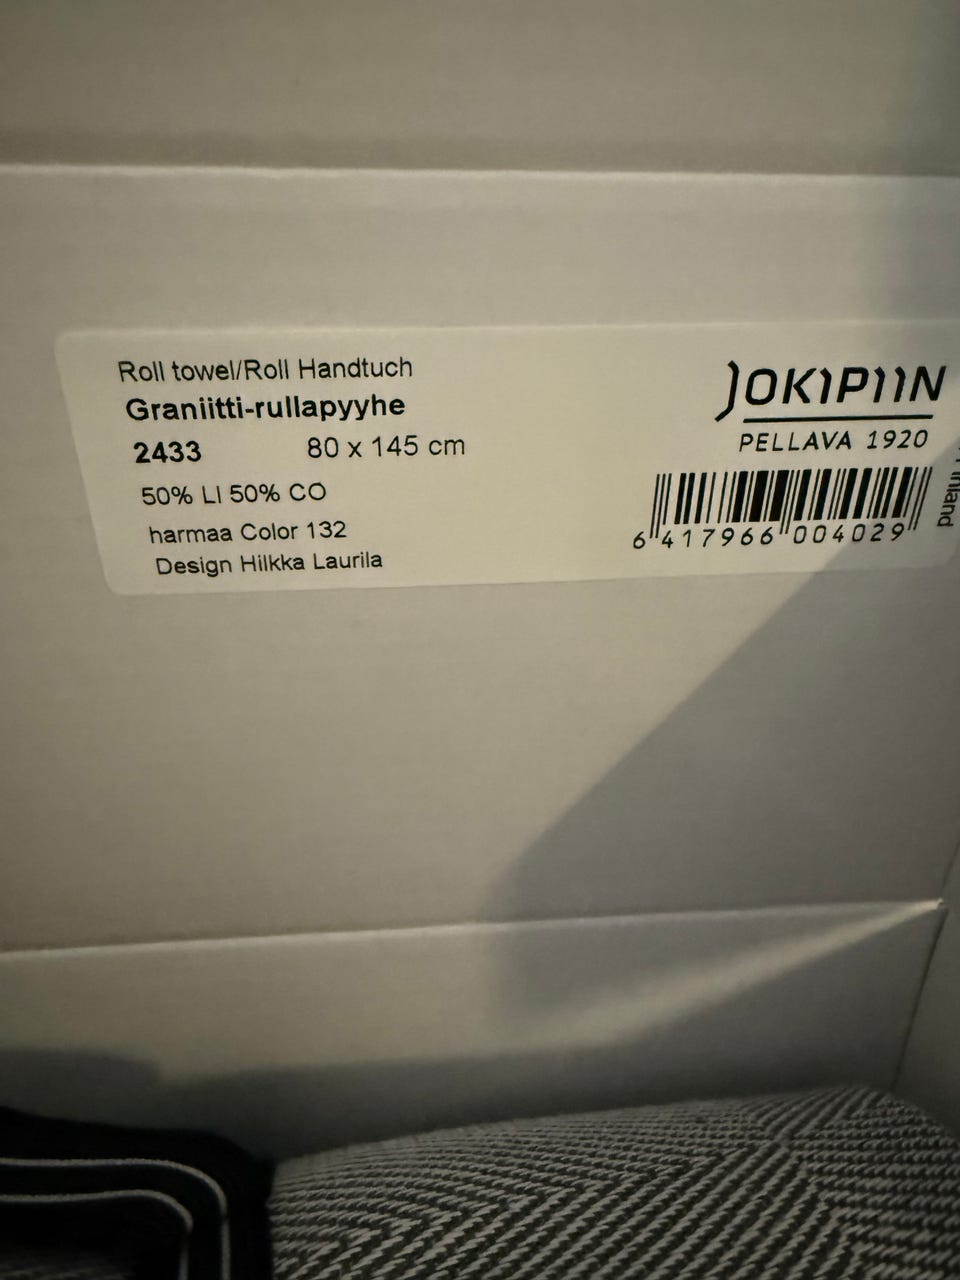 Roll towel/Roll Handtuch
Graniitti-rullapyyhe
2433 80 x 145 cm
50% LI 50% CO
harmaa Color 132
Design Hilkka Laurila
JOKIPIIN
PELLAVA 1920
6 417966 004029
Finland